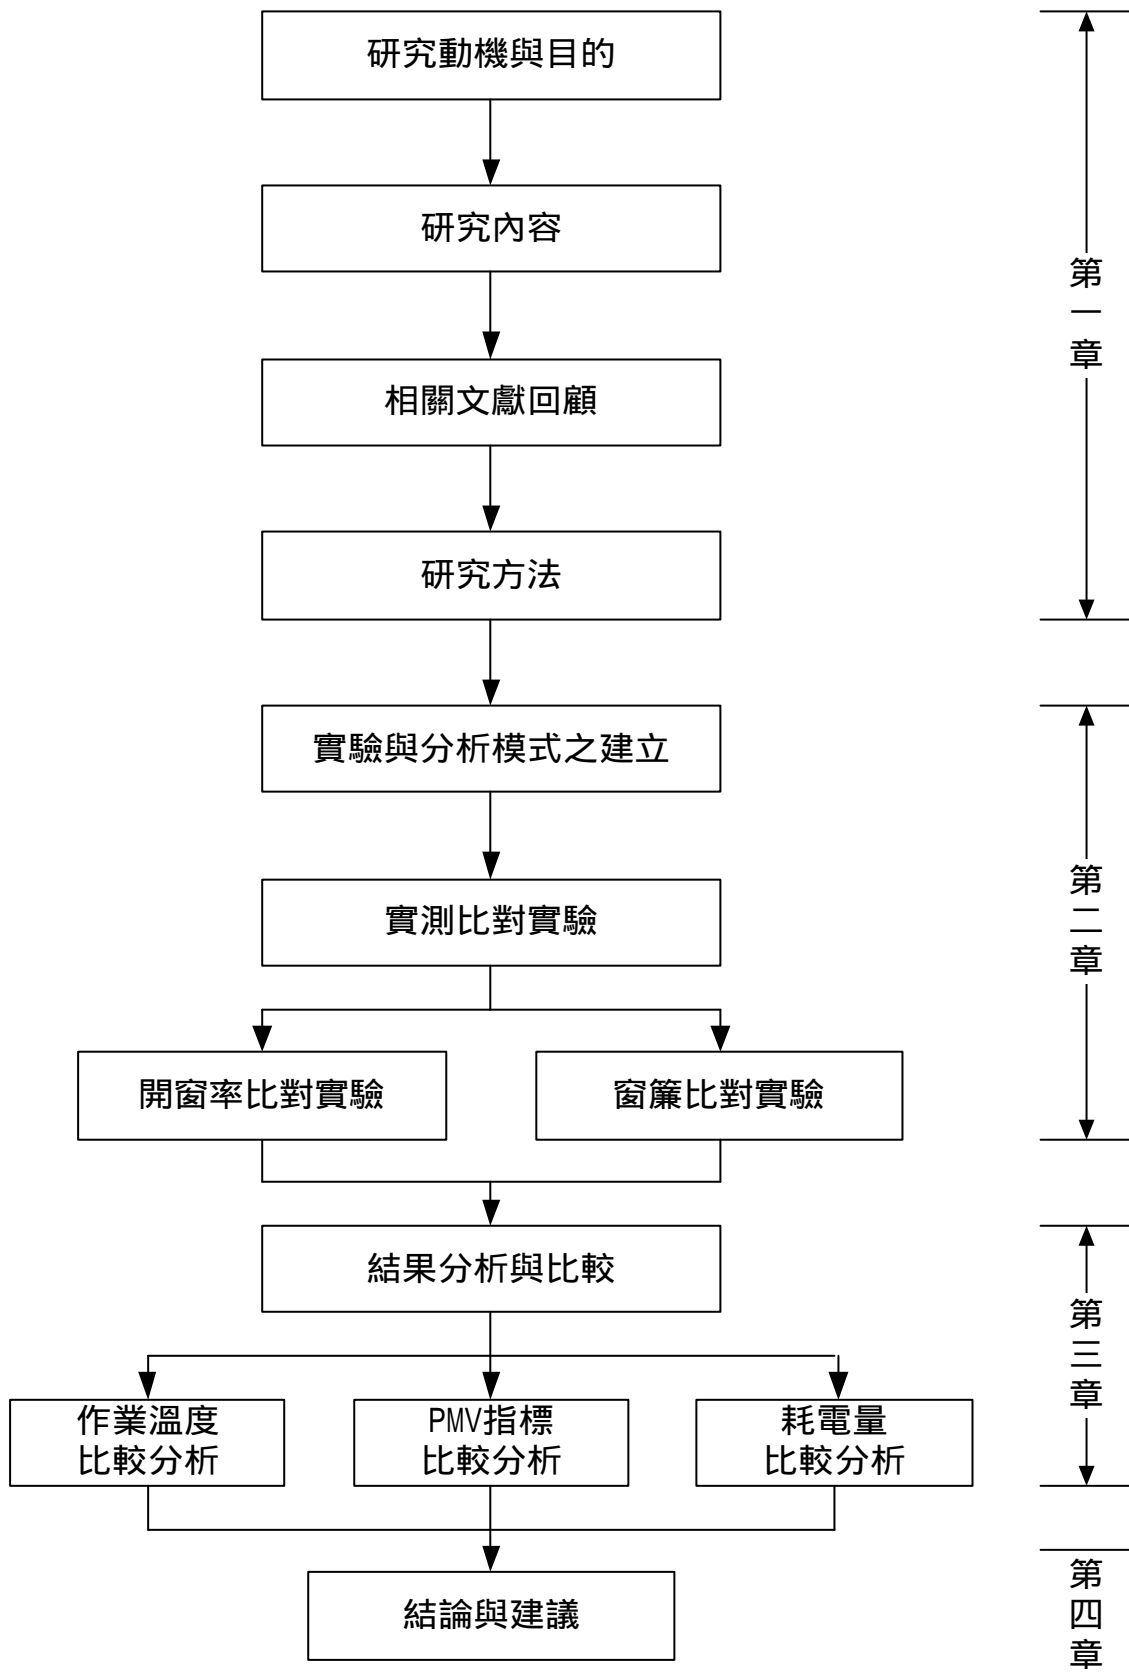 研究動機與目的
研究內容
相關文獻回顧
研究方法
第一章
實驗與分析模式之建立
實測比對實驗
開窗率比對實驗
窗簾比對實驗
第二章
結果分析與比較
作業溫度
比較分析
PMV指標
比較分析
耗電量
比較分析
第三章
結論與建議
第四章